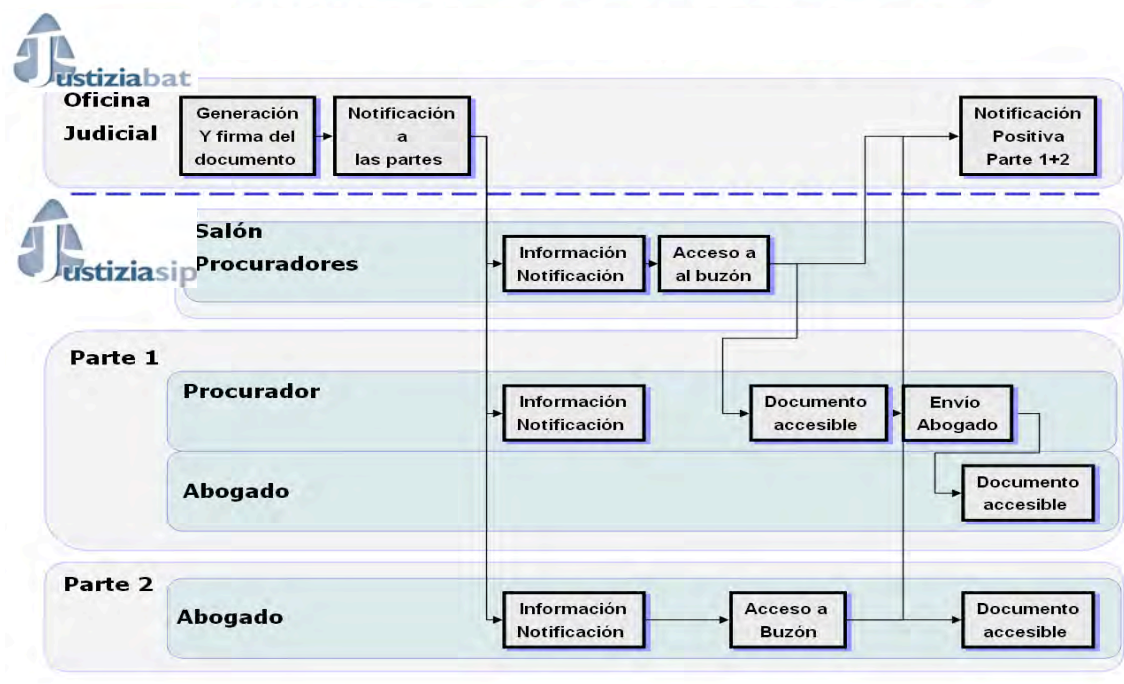 Justiziabat
Oficina
Judicial
Generación
Y firma del
documento
Notificación
a
las partes
Notificación
Positiva
Parte 1+2
Justiziasip
Salón
Procuradores
Información
Notificación
Acceso a
al buzón
Parte 1
Procurador
Información
Notificación
Documento
accesible
Envío
Abogado
Abogado
Documento
accesible
Parte 2
Abogado
Información
Notificación
Acceso a
Buzón
Documento
accesible